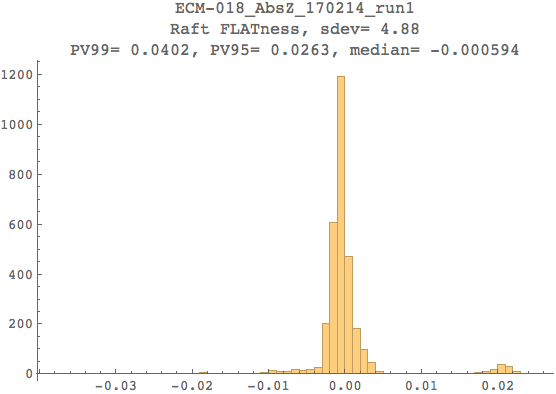 ECM-018_AbsZ_170214_run1
Raft FLATness, sdev= 4.88
PV99= 0.0402, PV95= 0.0263, median= -0.000594
1200
1000
800
600
400
200
0
-0.03 -0.02 -0.01 0.00 0.01 0.02